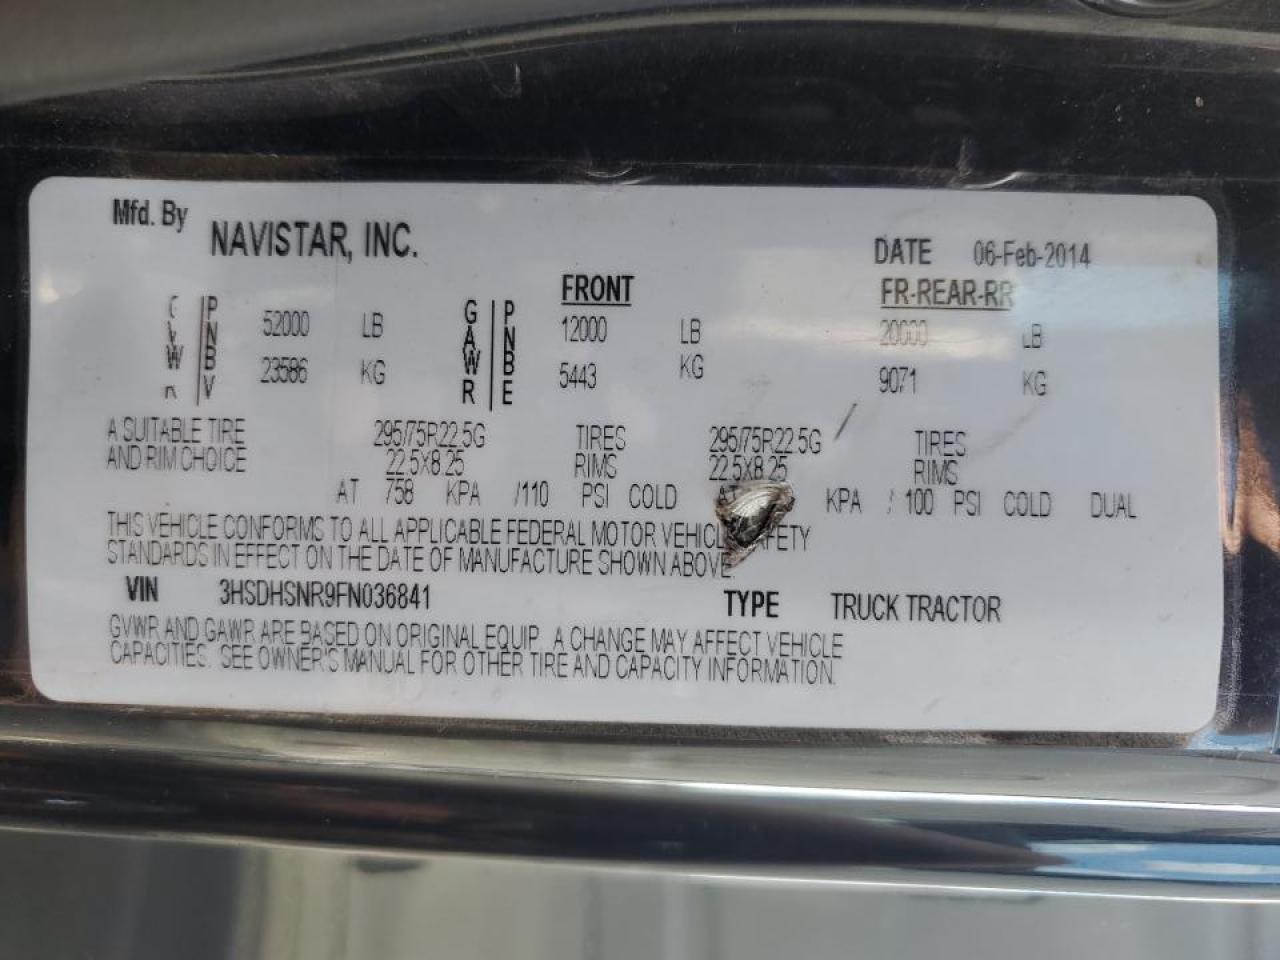 Mfd. By NAVISTAR, INC. DATE 06-Feb-2014
FRONT FR-REAR-RR
GVWR PNBV 52000 LB GAWR PNBE 12000 LB 20000 LB
23586 KG 5443 KG 9071 KG
A SUITABLE TIRE 295/75R22.5G TIRES 295/75R22.5G TIRES
AND RIM CHOICE 22.5X8.25 RIMS 22.5X8.25 RIMS
AT 758 KPA /110 PSI COLD KPA / 100 PSI COLD DUAL
THIS VEHICLE CONFORMS TO ALL APPLICABLE FEDERAL MOTOR VEHICLE SAFETY
STANDARDS IN EFFECT ON THE DATE OF MANUFACTURE SHOWN ABOVE.
VIN 3HSDHSNR9FN036841 TYPE TRUCK TRACTOR
GVWR AND GAWR ARE BASED ON ORIGINAL EQUIP. A CHANGE MAY AFFECT VEHICLE
CAPACITIES. SEE OWNER'S MANUAL FOR OTHER TIRE AND CAPACITY INFORMATION.